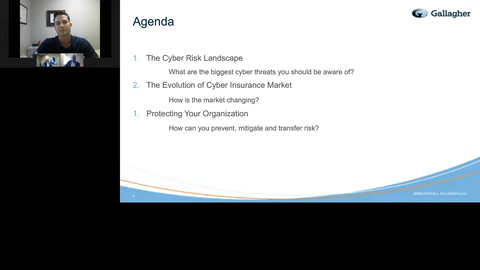 Agenda
Gallagher
1. The Cyber Risk Landscape
What are the biggest cyber threats you should be aware of?
2. The Evolution of Cyber Insurance Market
How is the market changing?
1. Protecting Your Organization
How can you prevent, mitigate and transfer risk?